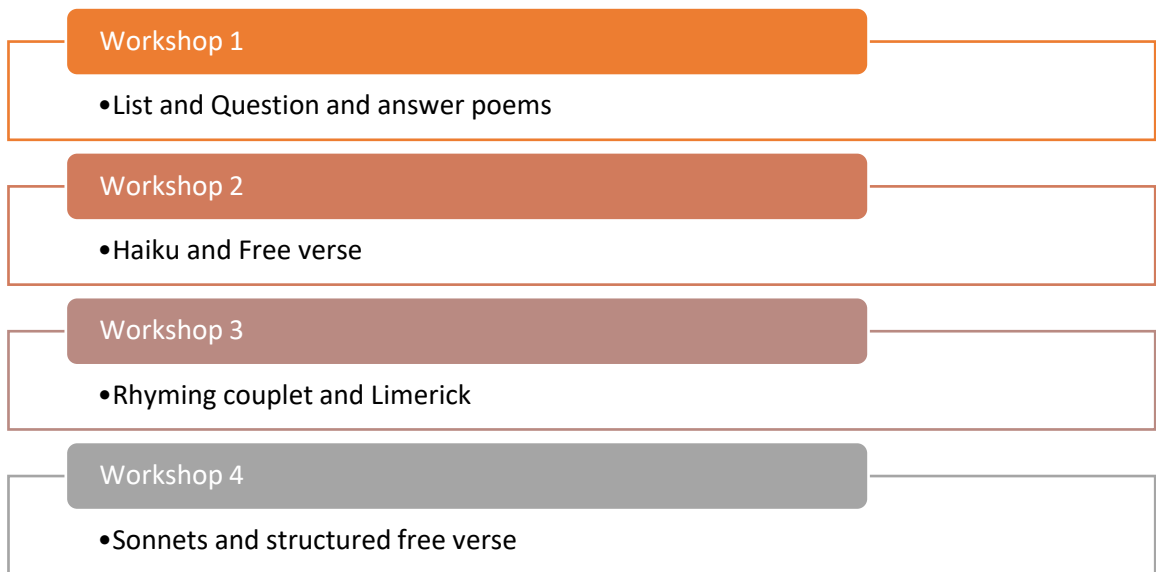 Workshop 1
•List and Question and answer poems
Workshop 2
•Haiku and Free verse
Workshop 3
•Rhyming couplet and Limerick
Workshop 4
•Sonnets and structured free verse